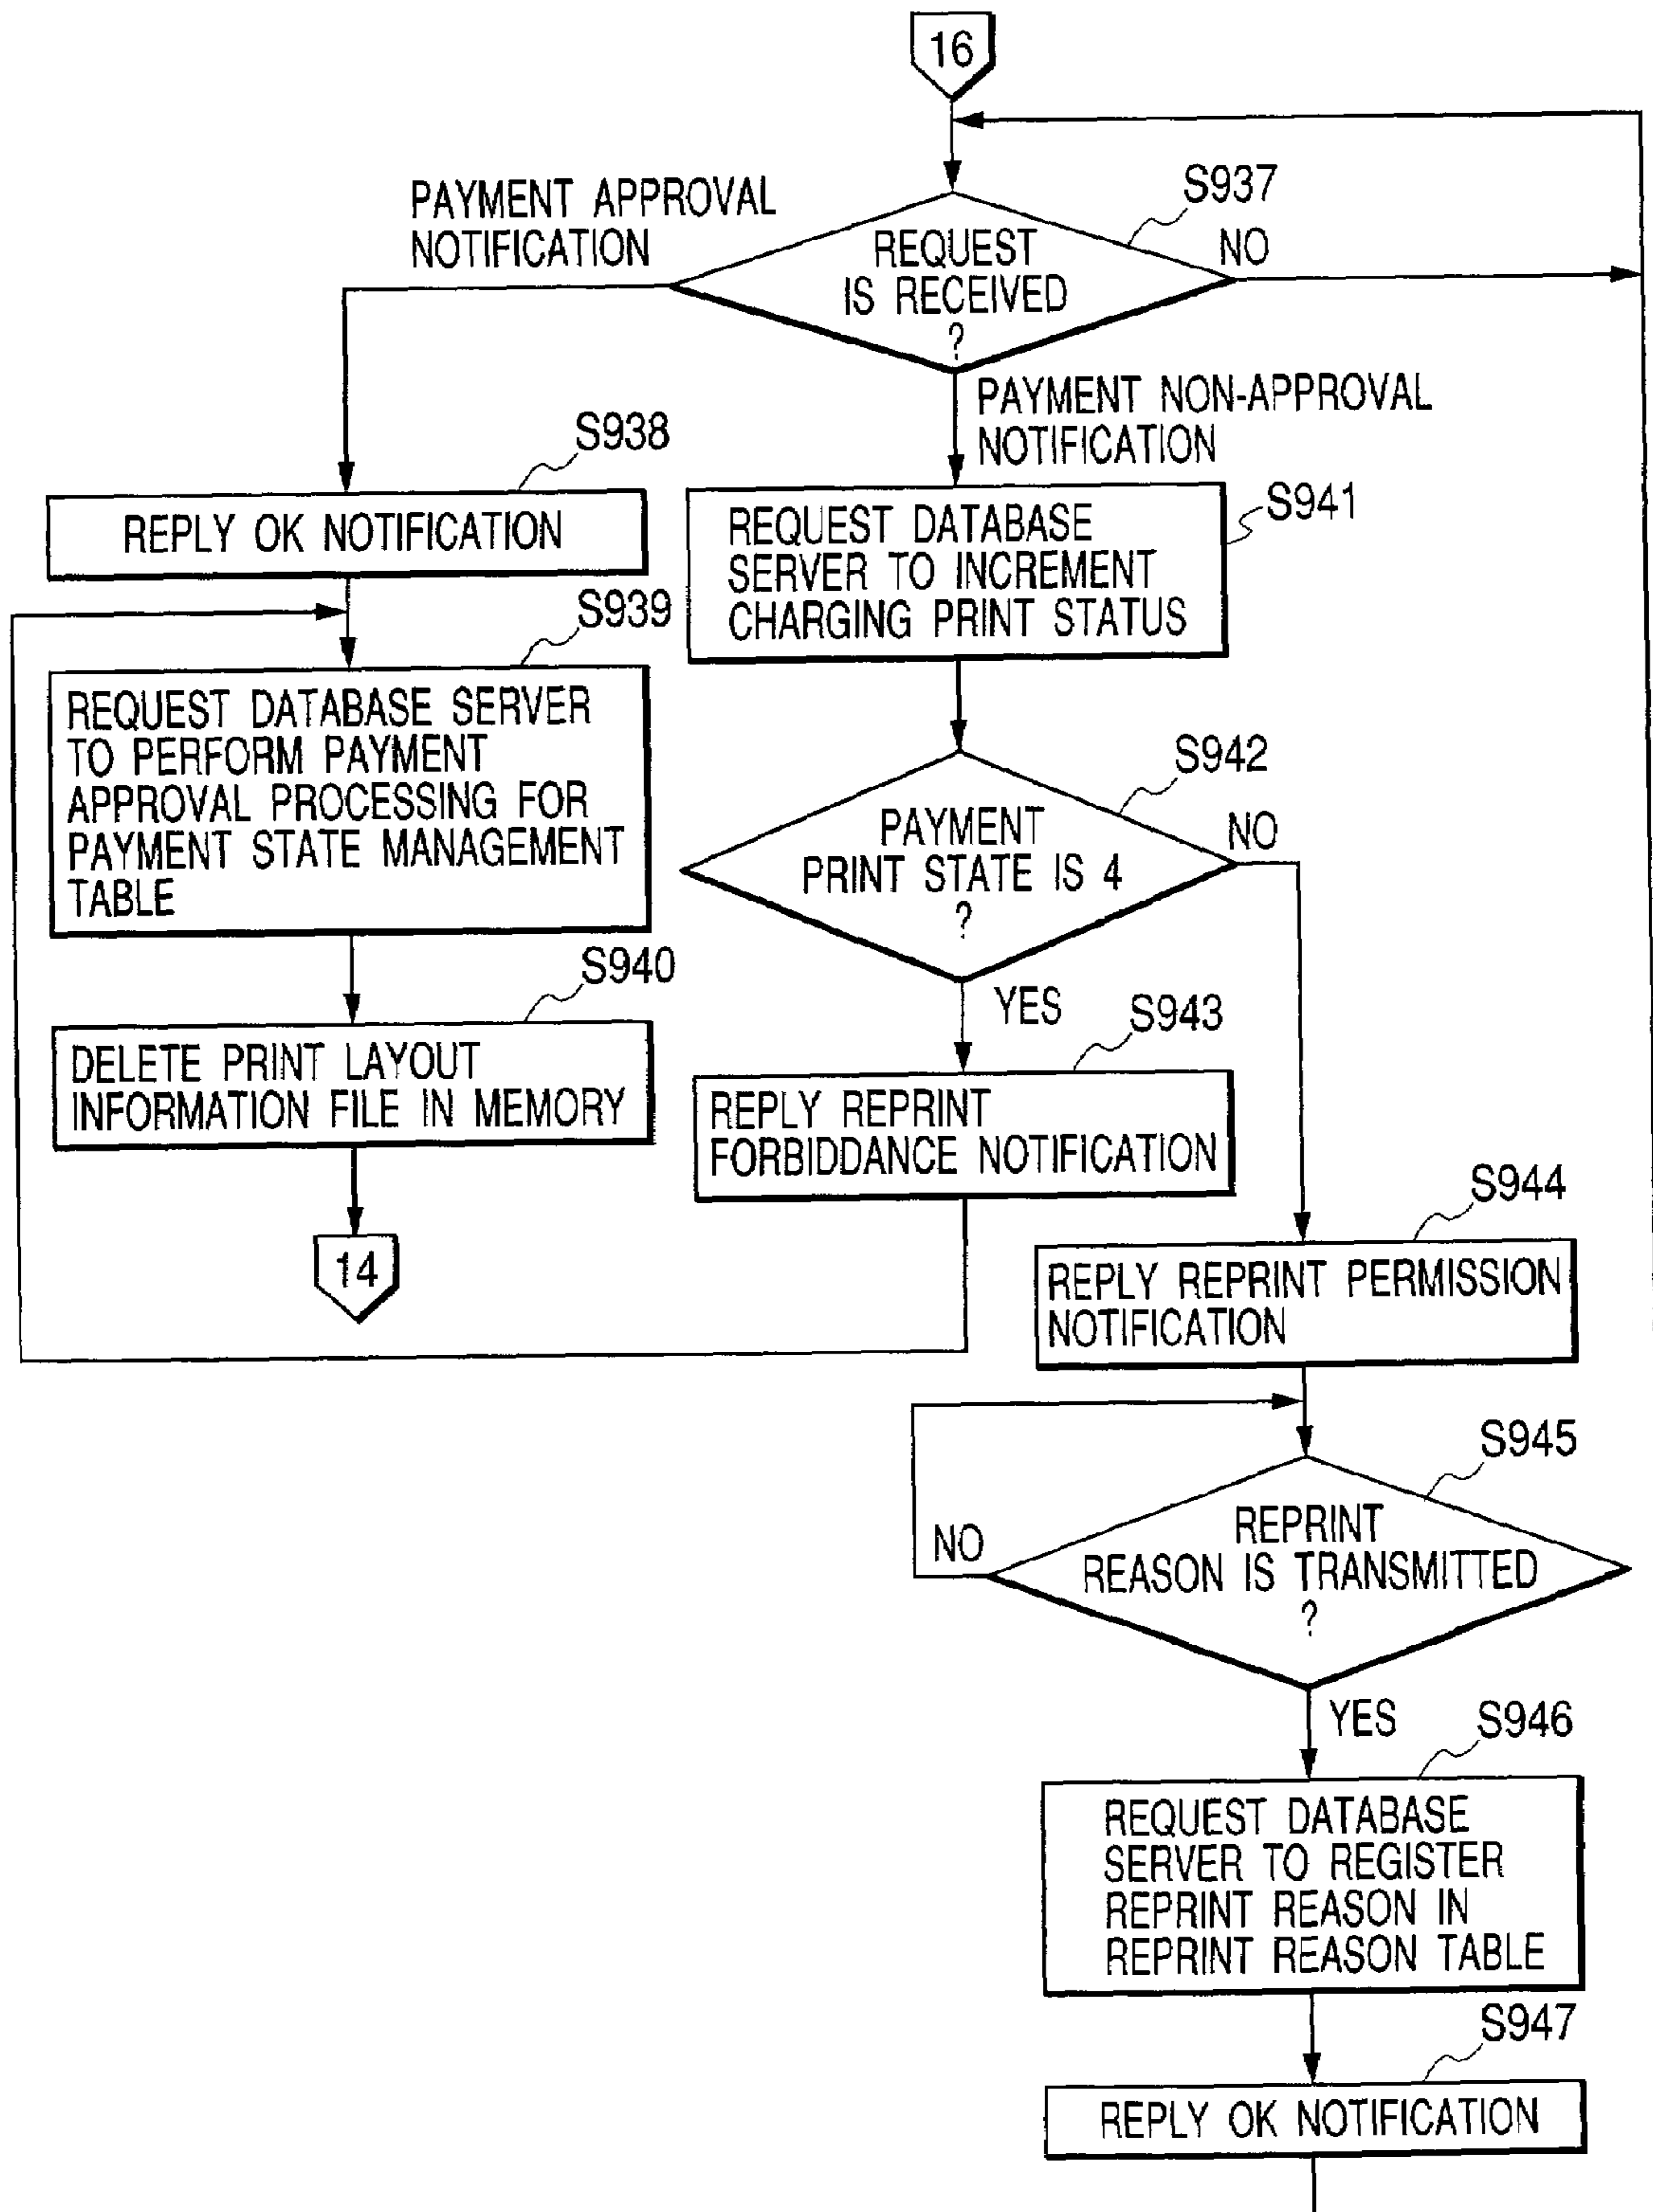 16
S937
PAYMENT APPROVAL
NOTIFICATION
REQUEST
IS RECEIVED
?
NO
PAYMENT NON-APPROVAL
NOTIFICATION
S938
REPLY OK NOTIFICATION
S941
REQUEST DATABASE
SERVER TO INCREMENT
CHARGING PRINT STATUS
S939
REQUEST DATABASE SERVER
TO PERFORM PAYMENT
APPROVAL PROCESSING FOR
PAYMENT STATE MANAGEMENT
TABLE
S942
PAYMENT
PRINT STATE IS 4
?
NO
YES
S940
DELETE PRINT LAYOUT
INFORMATION FILE IN MEMORY
14
S943
REPLY REPRINT
FORBIDDANCE NOTIFICATION
S944
REPLY REPRINT PERMISSION
NOTIFICATION
S945
REPRINT
REASON IS TRANSMITTED
?
NO
YES
S946
REQUEST DATABASE
SERVER TO REGISTER
REPRINT REASON IN
REPRINT REASON TABLE
S947
REPLY OK NOTIFICATION